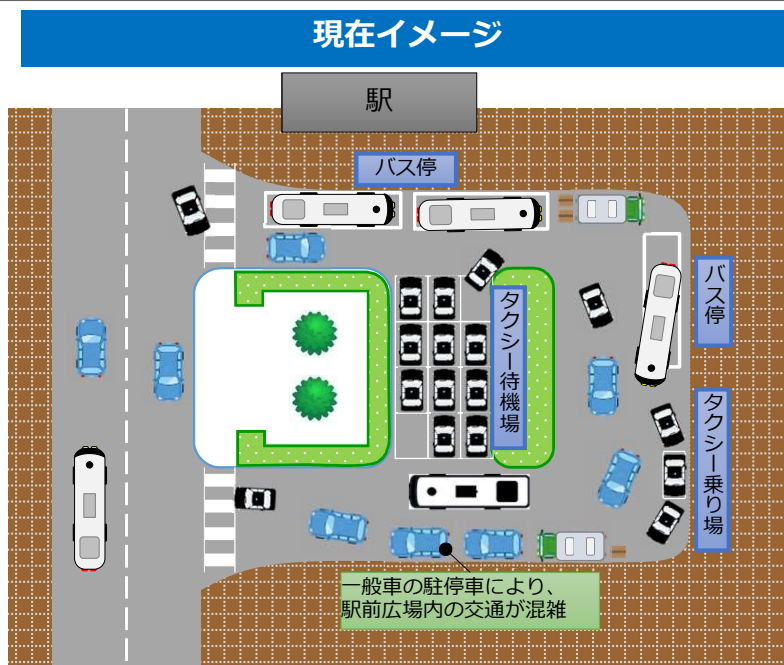 現在イメージ
駅
バス停
バス停
タクシー待機場
タクシー乗り場
一般車の駐停車により、
駅前広場内の交通が混雑